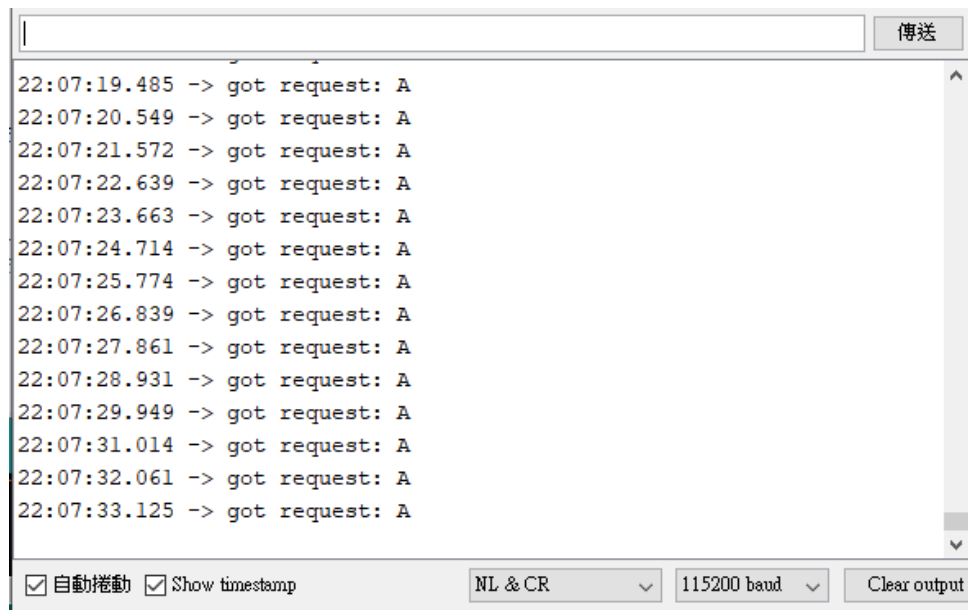 傳送
22:07:19.485 -> got request: A
22:07:20.549 -> got request: A
22:07:21.572 -> got request: A
22:07:22.639 -> got request: A
22:07:23.663 -> got request: A
22:07:24.714 -> got request: A
22:07:25.774 -> got request: A
22:07:26.839 -> got request: A
22:07:27.861 -> got request: A
22:07:28.931 -> got request: A
22:07:29.949 -> got request: A
22:07:31.014 -> got request: A
22:07:32.061 -> got request: A
22:07:33.125 -> got request: A
自動捲動 Show timestamp NL & CR 115200 baud Clear output